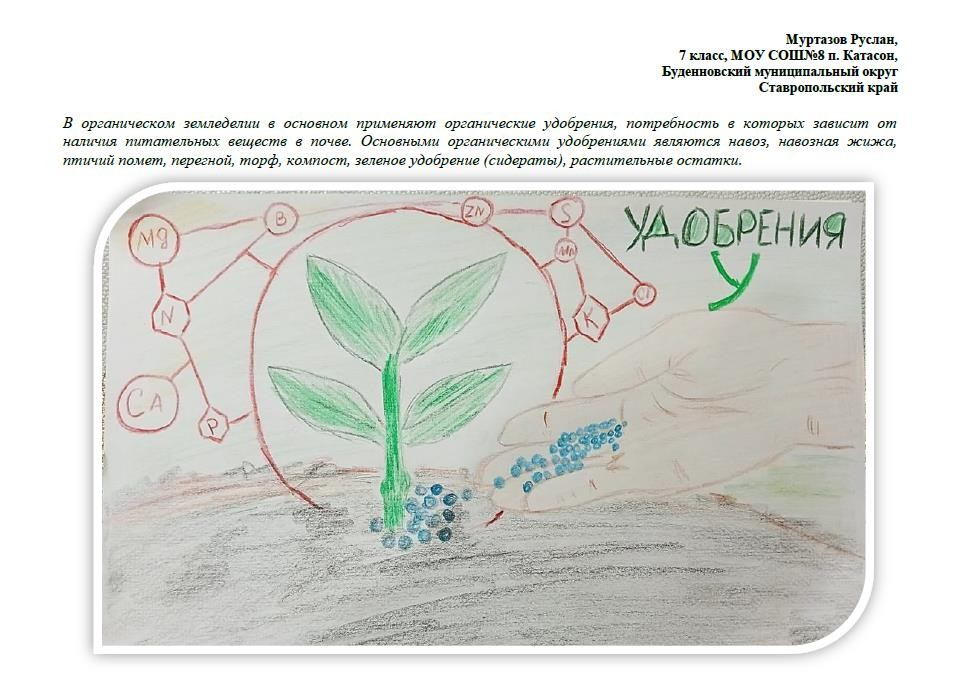 Муртазов Руслан,
7 класс, МОУ СОШ№8 п. Катасон,
Буденновский муниципальный округ
Ставропольский край
В органическом земледелии в основном применяют органические удобрения, потребность в которых зависит от
наличия питательных веществ в почве. Основными органическими удобрениями являются навоз, навозная жижа,
птичий помет, перегной, торф, компост, зеленое удобрение (сидераты), растительные остатки.
УДОБРЕНИЯ
У
Mg
B
ZN
S
Mn
N
K
CA
P